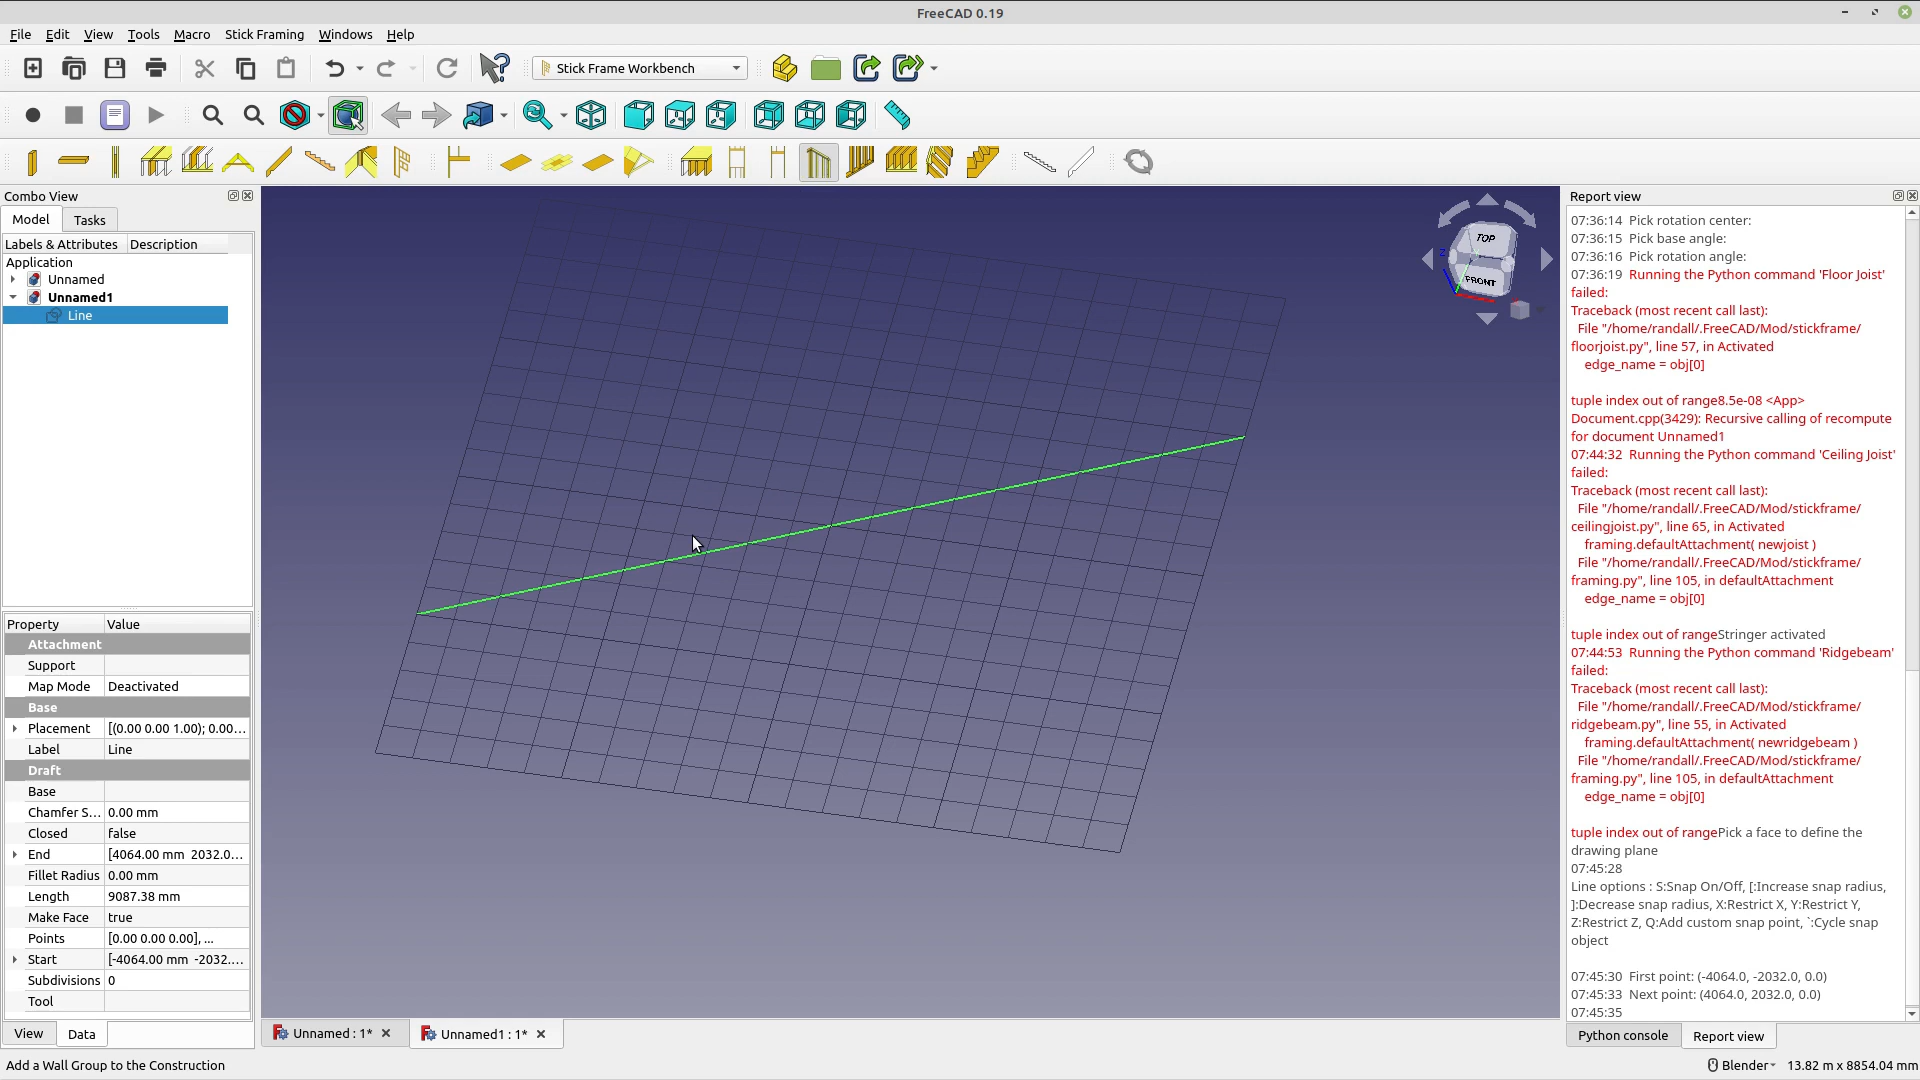 FreeCAD 0.19
File Edit View Tools Macro Stick Framing Windows Help
Stick Frame Workbench
Combo View
Model Tasks
Labels & Attributes Description
Application
Unnamed
Unnamed1
Line
Property Value
Attachment
Support
Map Mode Deactivated
Base
Placement [(0.00 0.00 1.00); 0.00...
Label Line
Draft
Base
Chamfer S... 0.00 mm
Closed false
End [4064.00 mm 2032.0...
Fillet Radius 0.00 mm
Length 9087.38 mm
Make Face true
Points [0.00 0.00 0.00], ...
Start [-4064.00 mm -2032....
Subdivisions 0
Tool
View Data
TOP
FRONT
Z
Unnamed : 1*
Unnamed1 : 1*
Report view
07:36:14 Pick rotation center:
07:36:15 Pick base angle:
07:36:16 Pick rotation angle:
07:36:19 Running the Python command 'Floor Joist'
failed:
Traceback (most recent call last):
File "/home/randall/.FreeCAD/Mod/stickframe/
floorjoist.py", line 57, in Activated
edge_name = obj[0]
tuple index out of range8.5e-08 <App>
Document.cpp(3429): Recursive calling of recompute
for document Unnamed1
07:44:32 Running the Python command 'Ceiling Joist'
failed:
Traceback (most recent call last):
File "/home/randall/.FreeCAD/Mod/stickframe/
ceilingjoist.py", line 65, in Activated
framing.defaultAttachment( newjoist )
File "/home/randall/.FreeCAD/Mod/stickframe/
framing.py", line 105, in defaultAttachment
edge_name = obj[0]
tuple index out of rangeStringer activated
07:44:53 Running the Python command 'Ridgebeam'
failed:
Traceback (most recent call last):
File "/home/randall/.FreeCAD/Mod/stickframe/
ridgebeam.py", line 55, in Activated
framing.defaultAttachment( newridgebeam )
File "/home/randall/.FreeCAD/Mod/stickframe/
framing.py", line 105, in defaultAttachment
edge_name = obj[0]
tuple index out of rangePick a face to define the
drawing plane
07:45:28
Line options : S:Snap On/Off, [:Increase snap radius,
]:Decrease snap radius, X:Restrict X, Y:Restrict Y,
Z:Restrict Z, Q:Add custom snap point, `:Cycle snap
object
07:45:30 First point: (-4064.0, -2032.0, 0.0)
07:45:33 Next point: (4064.0, 2032.0, 0.0)
07:45:35
Python console Report view
Add a Wall Group to the Construction
Blender
13.82 m x 8854.04 mm